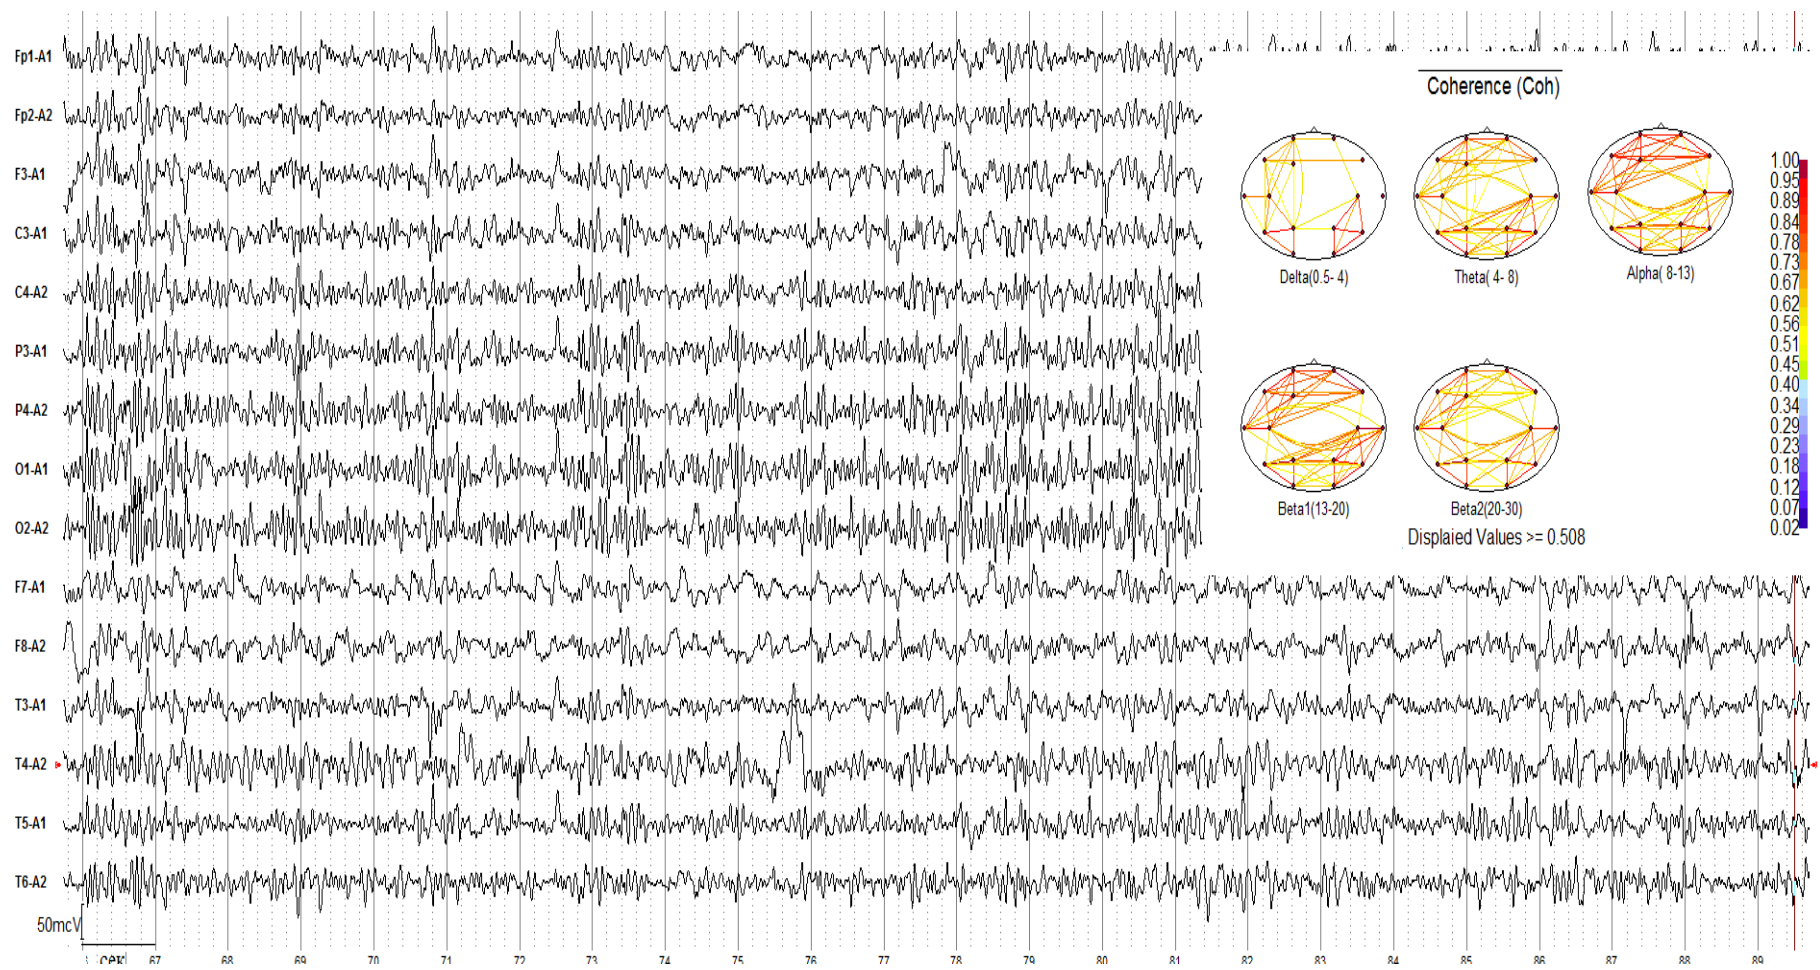 Fp1-A1
Fp2-A2
F3-A1
C3-A1
C4-A2
P3-A1
P4-A2
O1-A1
O2-A2
F7-A1
F8-A2
T3-A1
T4-A2
T5-A1
T6-A2
50mcV
сек
67 68 69 70 71 72 73 74 75 76 77 78 79 80 81 82 83 84 85 86 87 88 89
Coherence (Coh)
Delta(0.5- 4)
Theta( 4- 8)
Alpha( 8-13)
Beta1(13-20)
Beta2(20-30)
Displaied Values >= 0.508
1.00
0.95
0.89
0.84
0.78
0.73
0.67
0.62
0.56
0.51
0.45
0.40
0.34
0.29
0.23
0.18
0.12
0.07
0.02